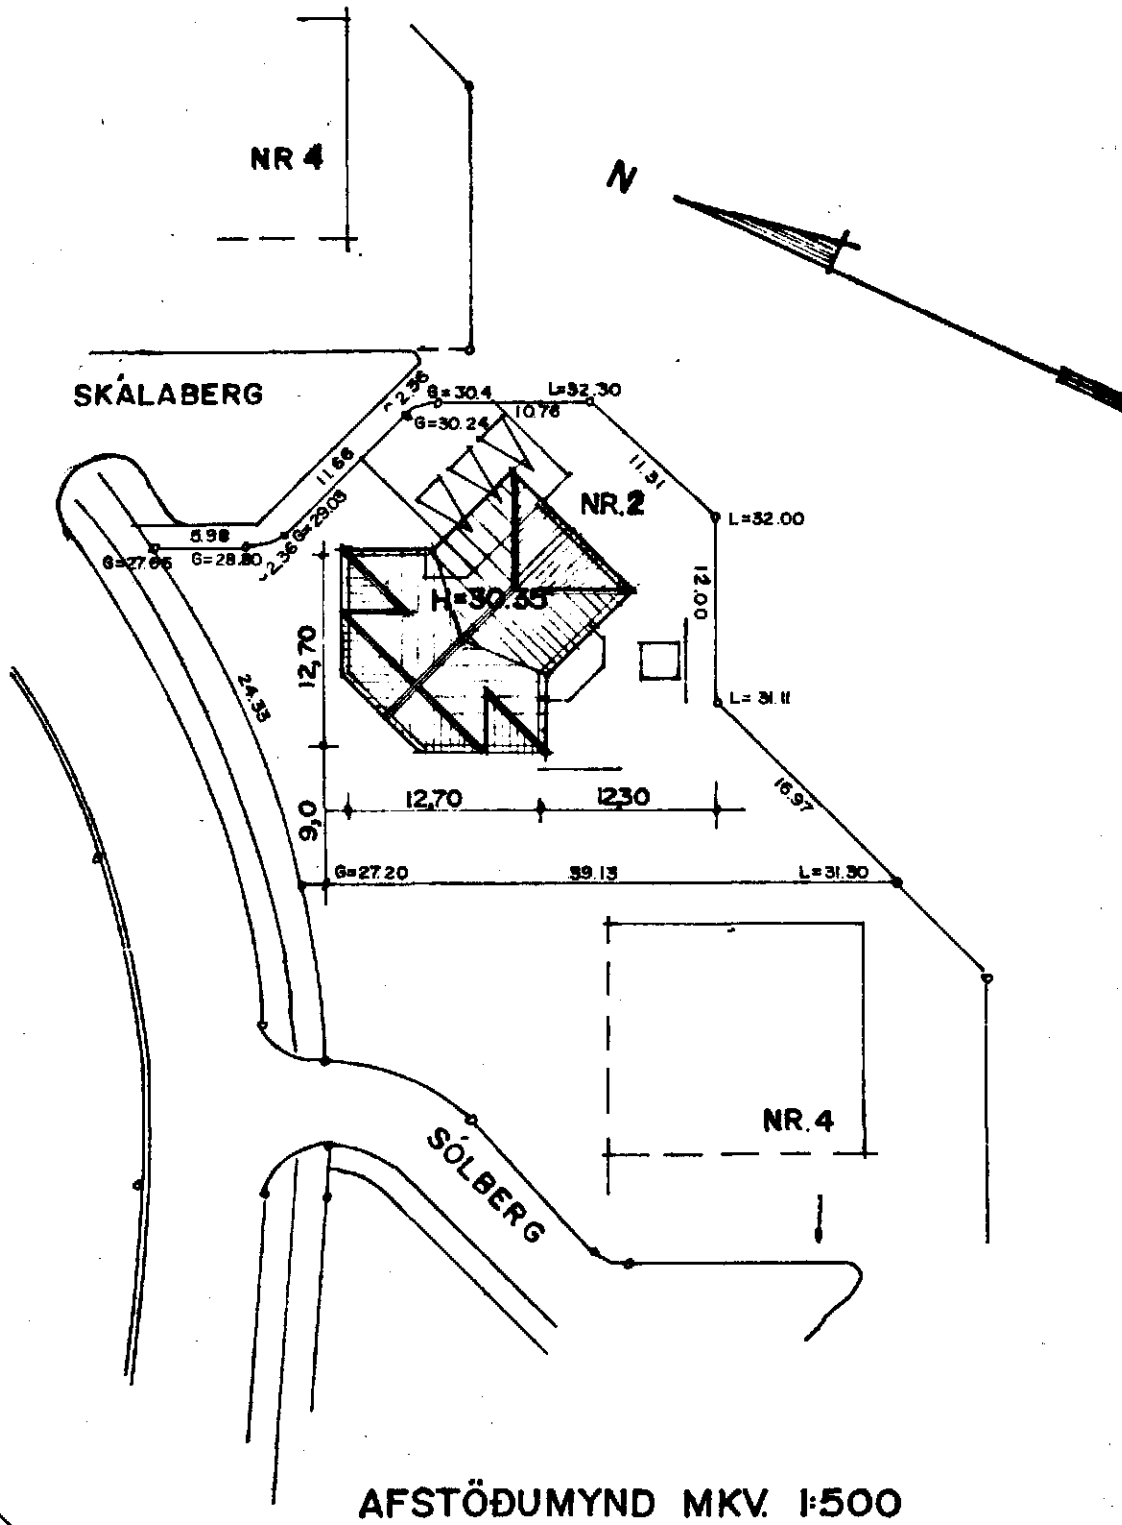 NR 4
N
SKÁLABERG
2.36
G=30.4
L=32.30
10.76
G=30.24
11.66
11.31
NR.2
G=29.03
L=32.00
5.98
G=27.65
G=28.80
2.36
H=30.35
12.00
12,70
24.33
L=31.11
12,70
12,30
16.97
9,0
G=27.20
39.13
L=31.30
NR.4
SÓLBERG
AFSTÖÐUMYND MKV. 1:500